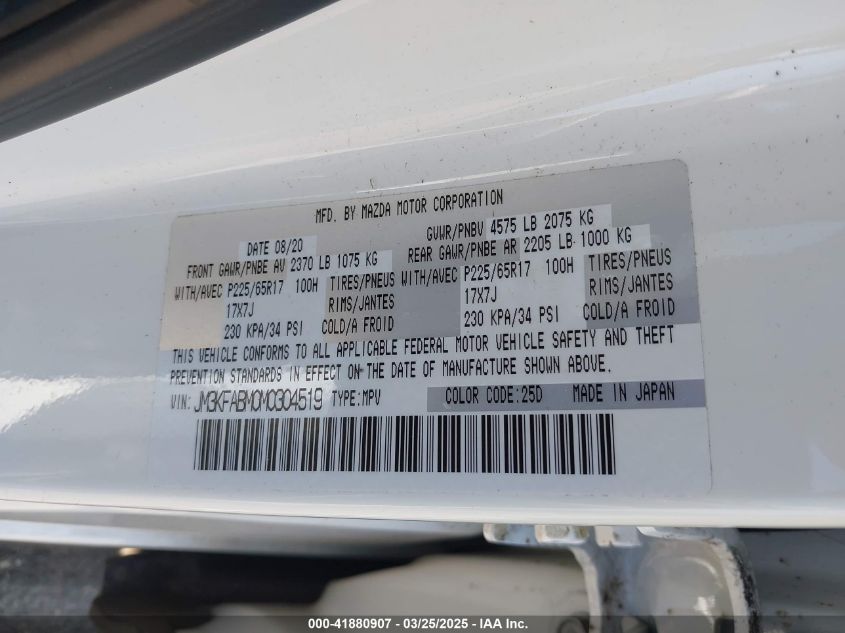 MFD. BY MAZDA MOTOR CORPORATION
DATE 08/20 GVWR/PNBV 4575 LB 2075 KG
FRONT GAWR/PNBE AV 2370 LB 1075 KG REAR GAWR/PNBE AR 2205 LB 1000 KG
WITH/AVEC P225/65R17 100H TIRES/PNEUS WITH/AVEC P225/65R17 100H TIRES/PNEUS
17X7J RIMS/JANTES 17X7J RIMS/JANTES
230 KPA/34 PSI COLD/A FROID 230 KPA/34 PSI COLD/A FROID
THIS VEHICLE CONFORMS TO ALL APPLICABLE FEDERAL MOTOR VEHICLE SAFETY AND THEFT
PREVENTION STANDARDS IN EFFECT ON THE DATE OF MANUFACTURE SHOWN ABOVE.
VIN: JM3KFABM0M0304519 TYPE:MPV COLOR CODE:25D MADE IN JAPAN
000-41880907 - 03/25/2025 - IAA Inc.